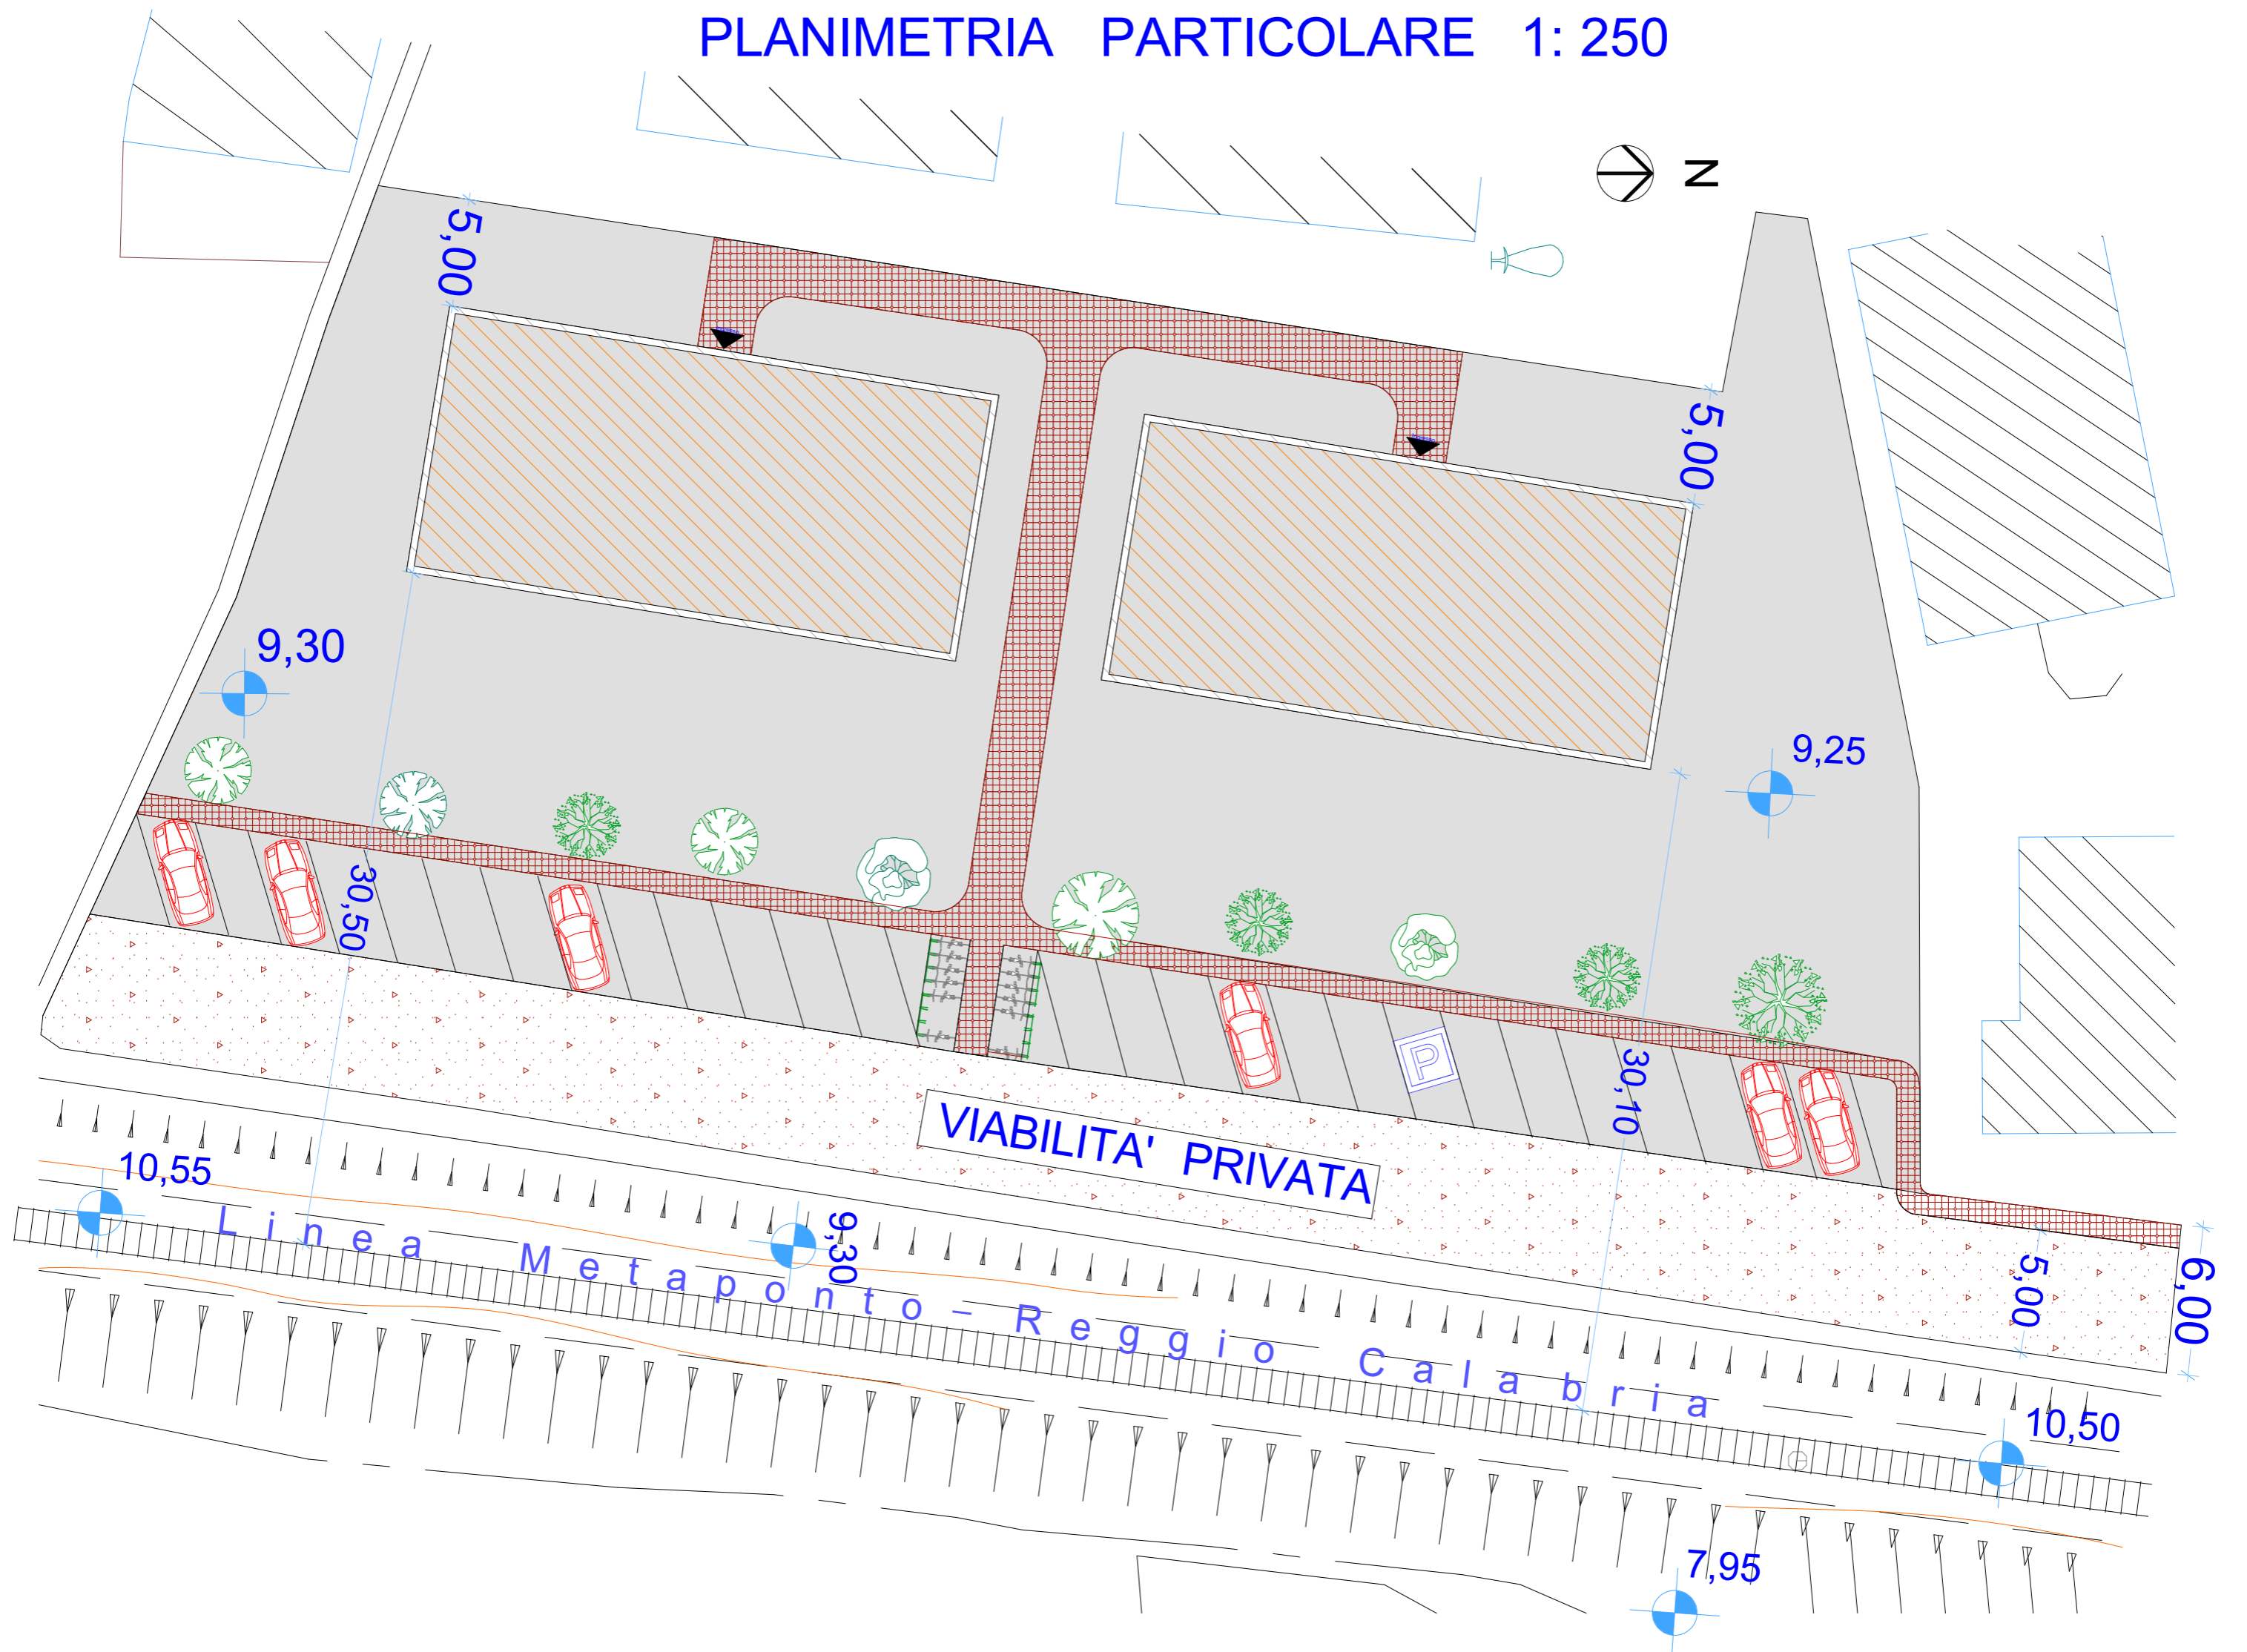 PLANIMETRIA PARTICOLARE 1: 250
N
5,00
5,00
9,30
9,25
30,50
30,10
P
VIABILITA' PRIVATA
10,55
9,30
Linea Metaponto – Reggio Calabria
5,00
6,00
10,50
7,95